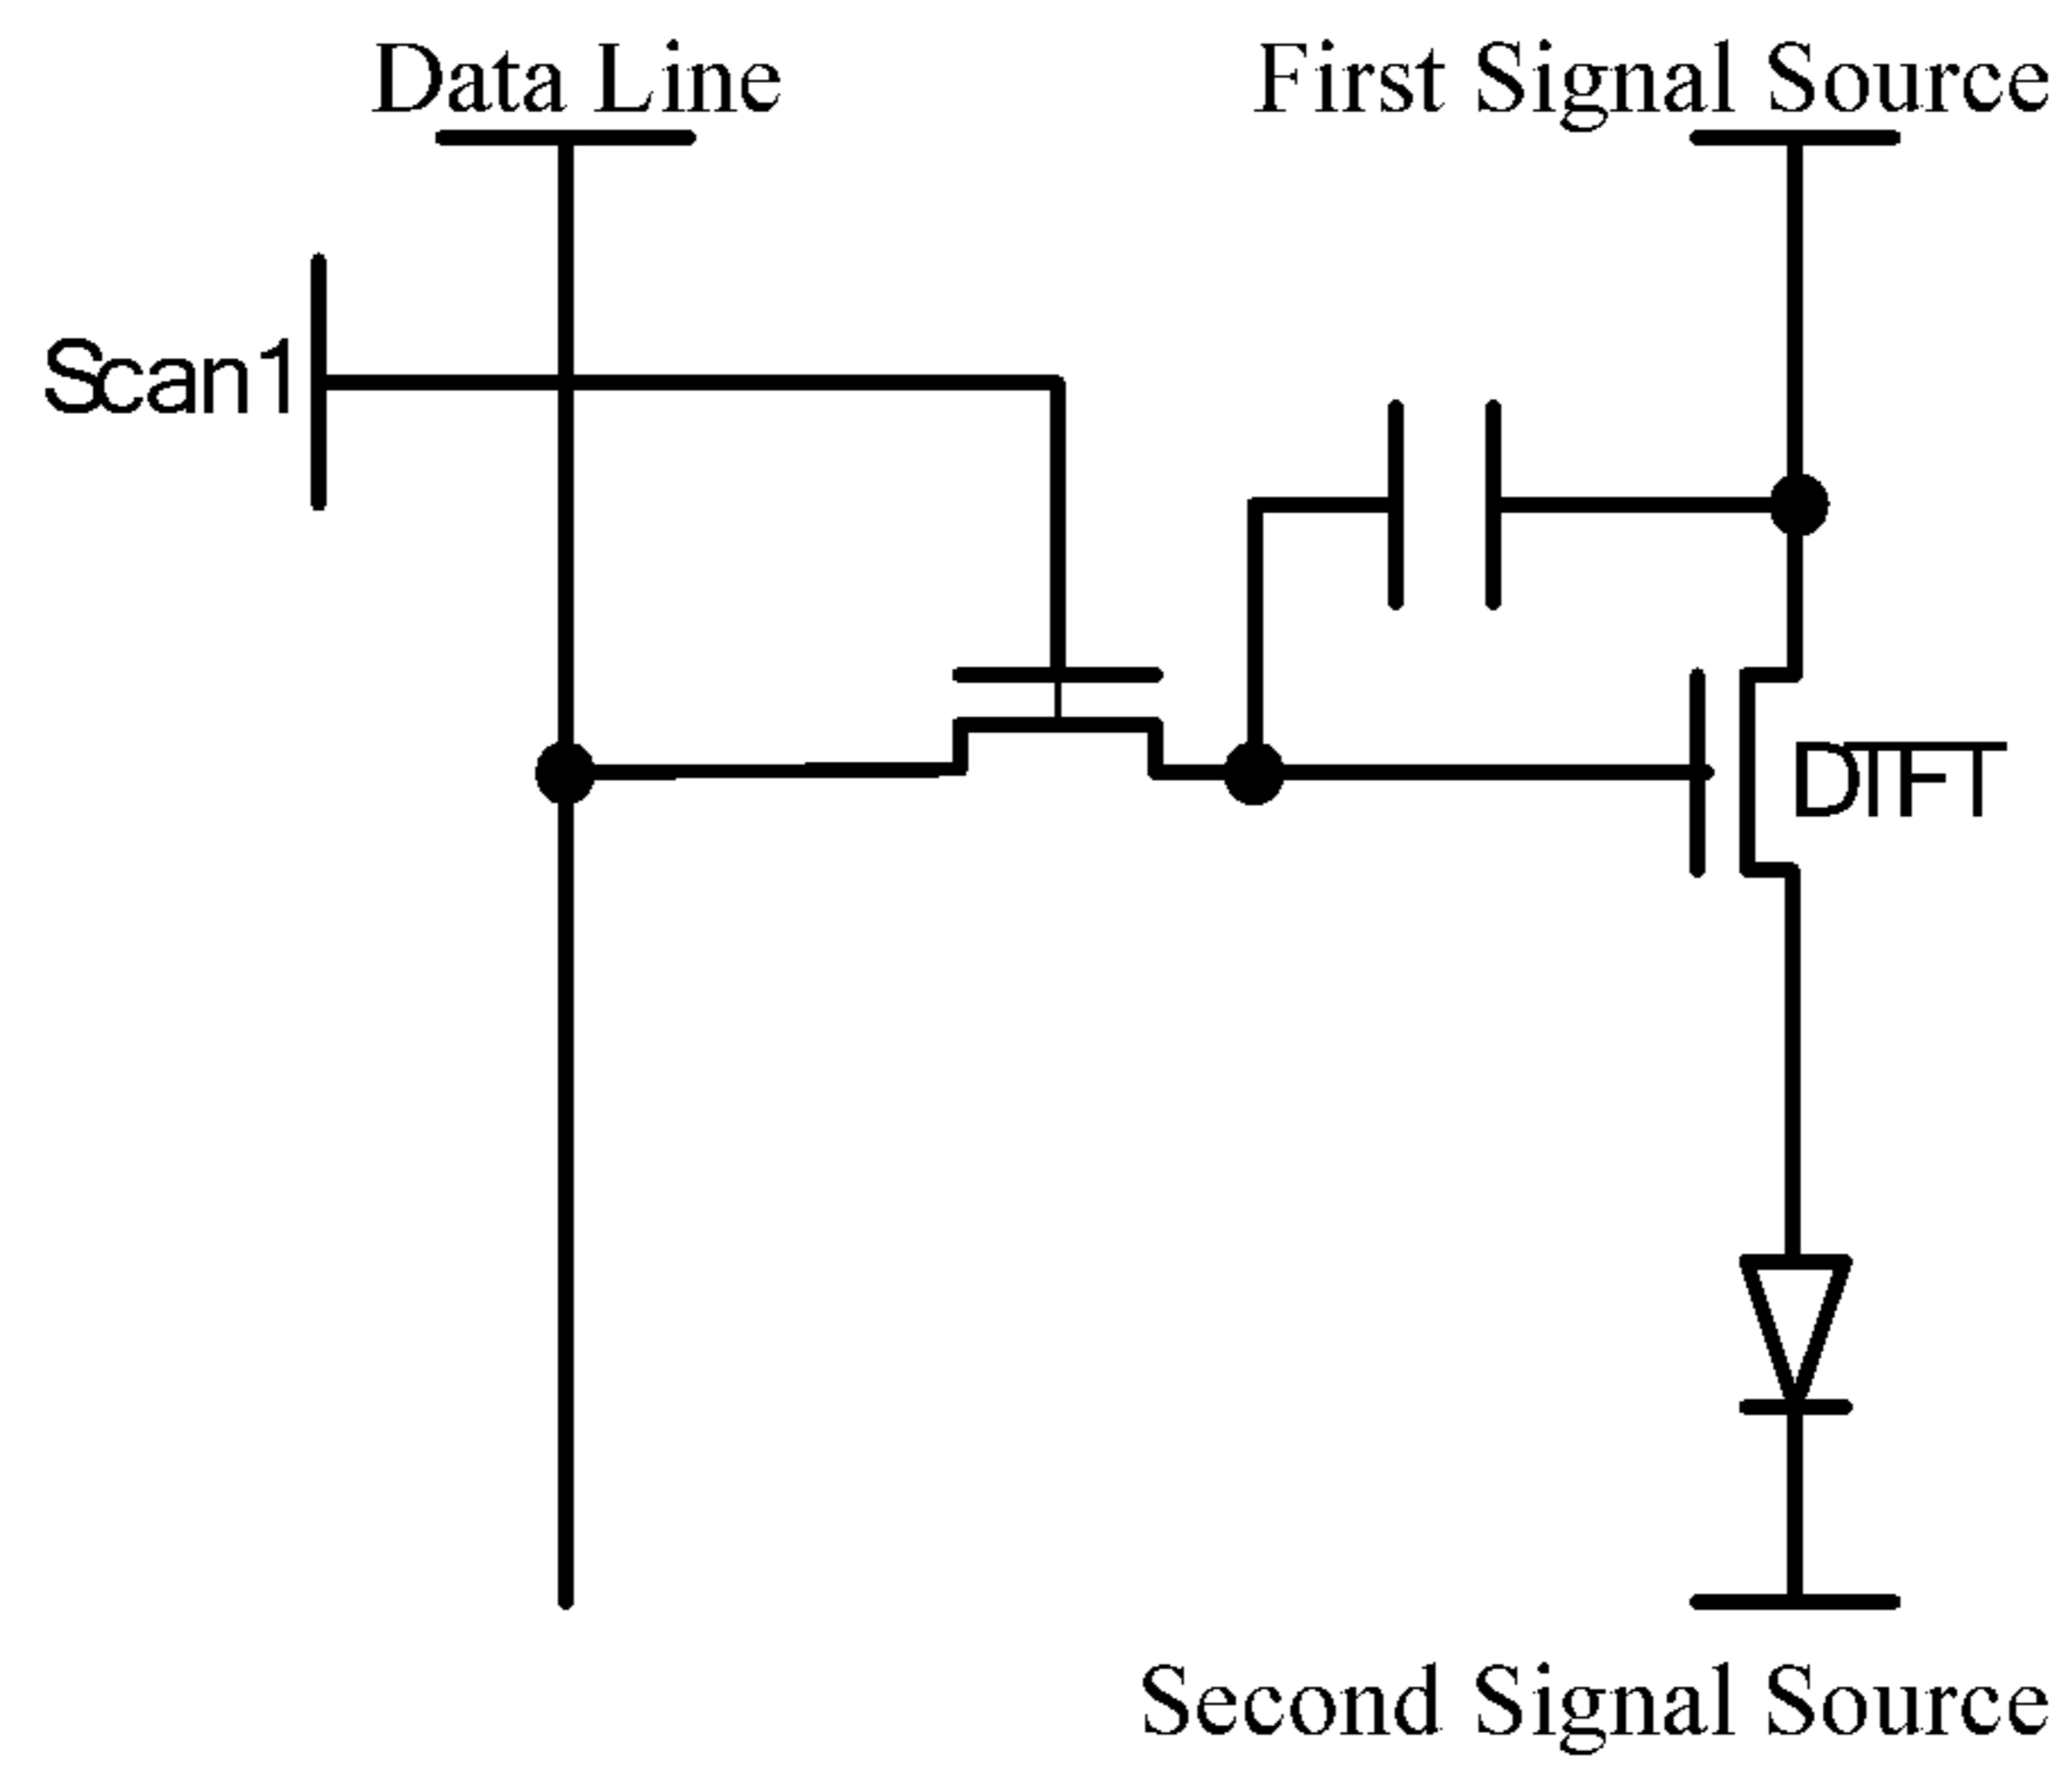 Data Line
First Signal Source
Scan1
DTFT
Second Signal Source